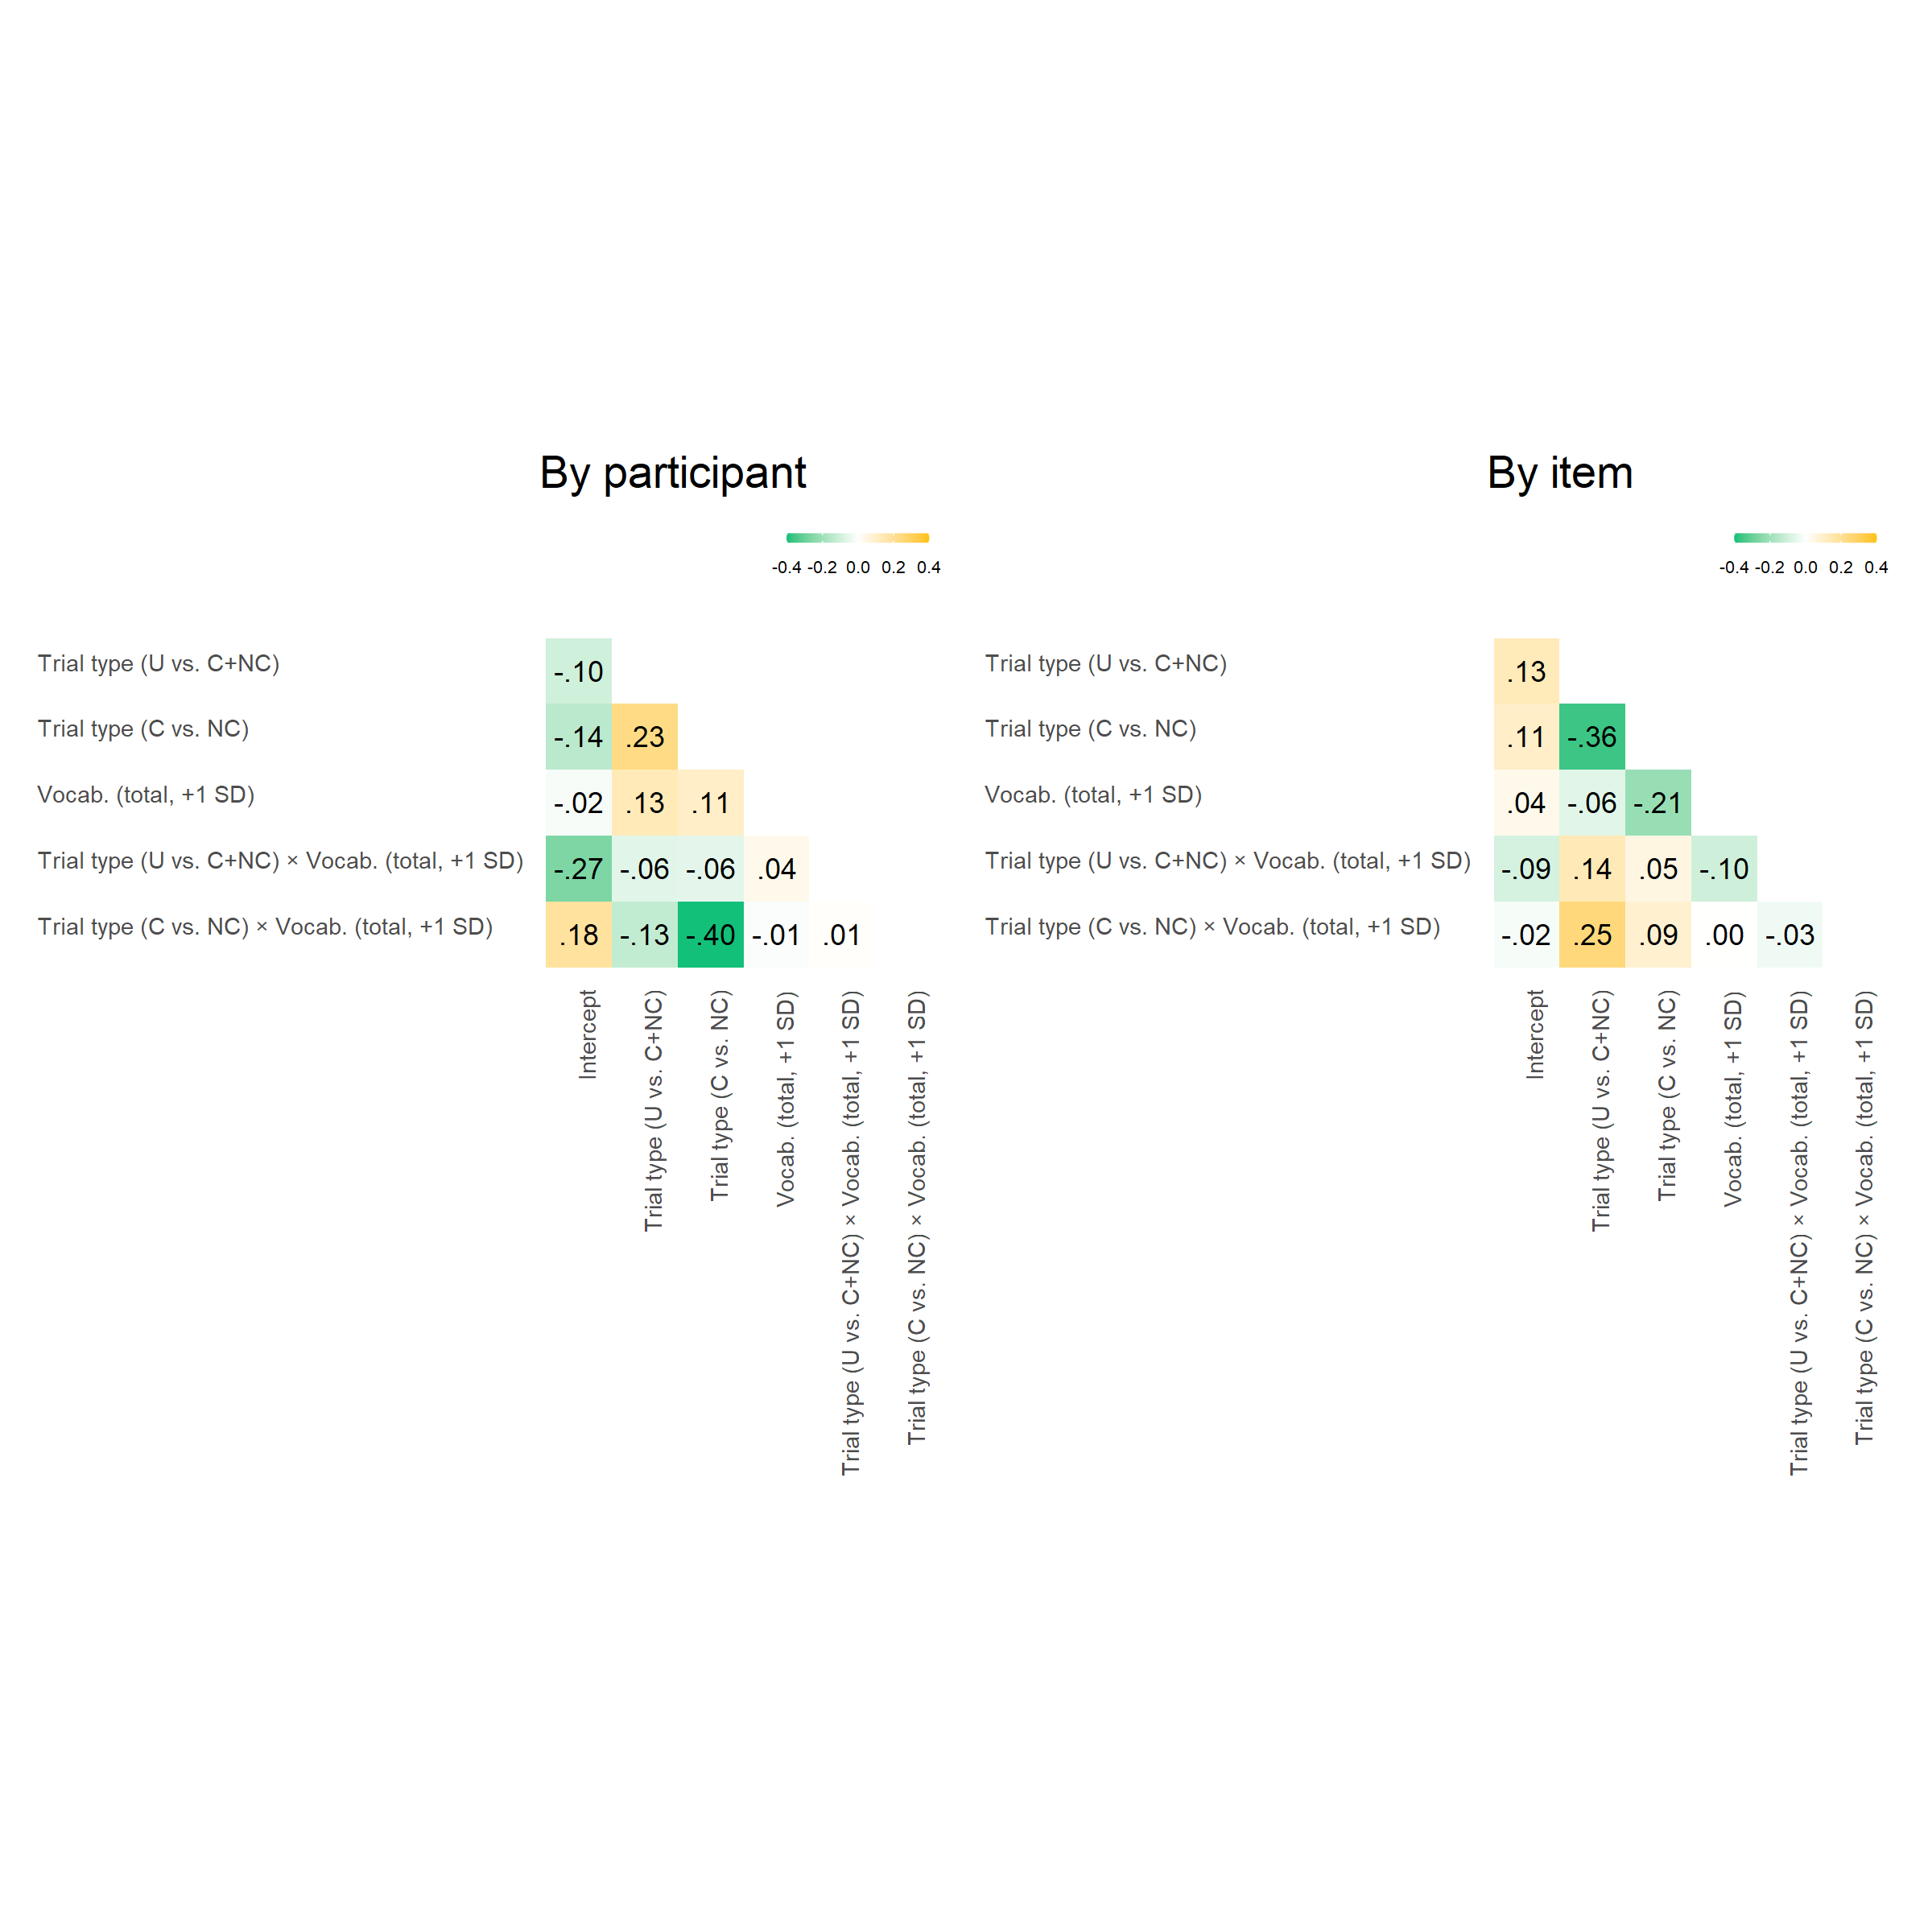 By participant
-0.4 -0.2 0.0 0.2 0.4
Trial type (U vs. C+NC) -.10
Trial type (C vs. NC) -.14 .23
Vocab. (total, +1 SD) -.02 .13 .11
Trial type (U vs. C+NC) × Vocab. (total, +1 SD) -.27 -.06 -.06 .04
Trial type (C vs. NC) × Vocab. (total, +1 SD) .18 -.13 -.40 -.01 .01
Intercept
Trial type (U vs. C+NC)
Trial type (C vs. NC)
Vocab. (total, +1 SD)
Trial type (U vs. C+NC) × Vocab. (total, +1 SD)
Trial type (C vs. NC) × Vocab. (total, +1 SD)
By item
-0.4 -0.2 0.0 0.2 0.4
Trial type (U vs. C+NC) .13
Trial type (C vs. NC) .11 -.36
Vocab. (total, +1 SD) .04 -.06 -.21
Trial type (U vs. C+NC) × Vocab. (total, +1 SD) -.09 .14 .05 -.10
Trial type (C vs. NC) × Vocab. (total, +1 SD) -.02 .25 .09 .00 -.03
Intercept
Trial type (U vs. C+NC)
Trial type (C vs. NC)
Vocab. (total, +1 SD)
Trial type (U vs. C+NC) × Vocab. (total, +1 SD)
Trial type (C vs. NC) × Vocab. (total, +1 SD)